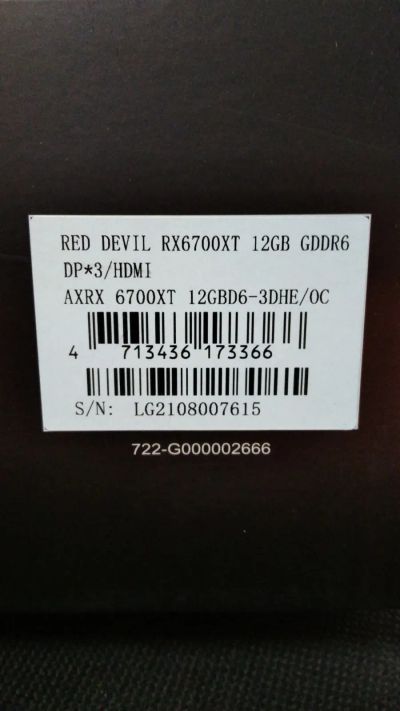 RED DEVIL RX6700XT 12GB GDDR6
DP*3/HDMI
AXRX 6700XT 12GBD6-3DHE/OC
4 713436 173366
S/N: LG2108007615
722-G000002666